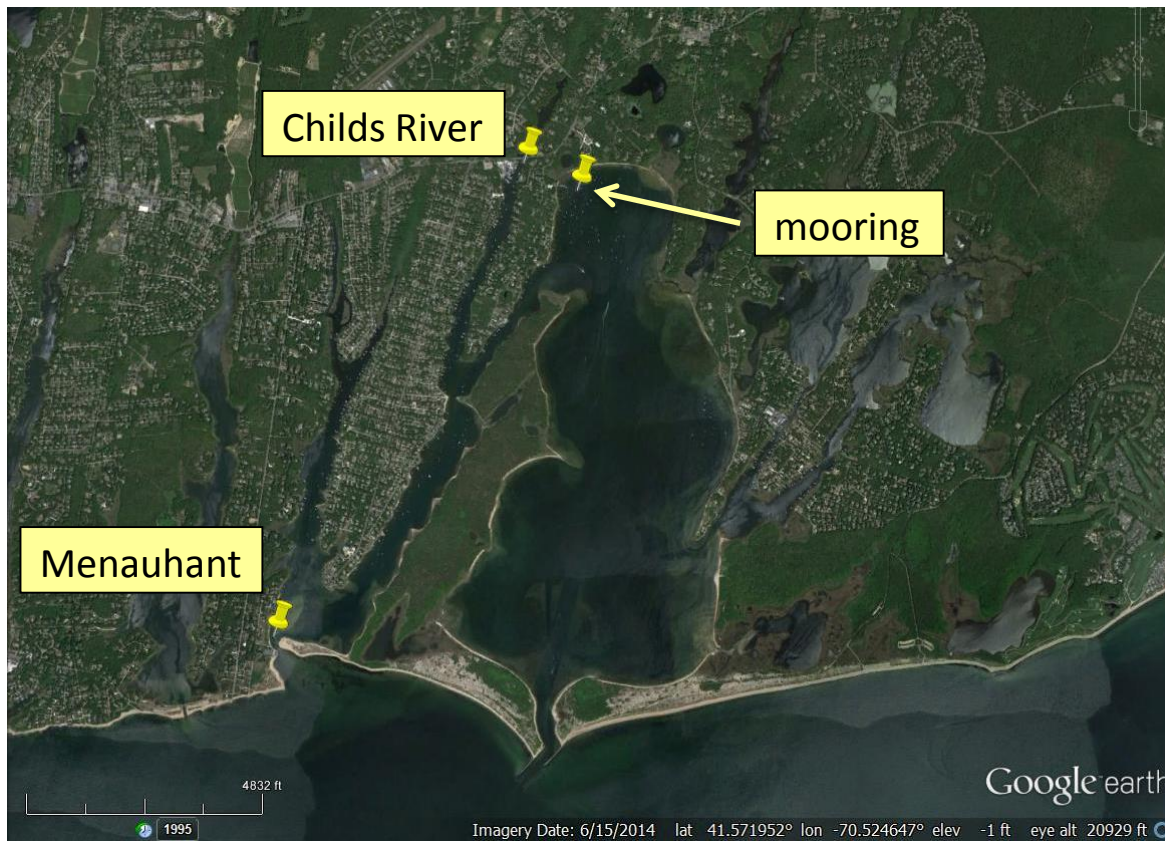 Childs River
mooring
Menauhant
4832 ft
Google earth
1995
Imagery Date: 6/15/2014 lat 41.571952° lon -70.524647° elev -1 ft eye alt 20929 ft